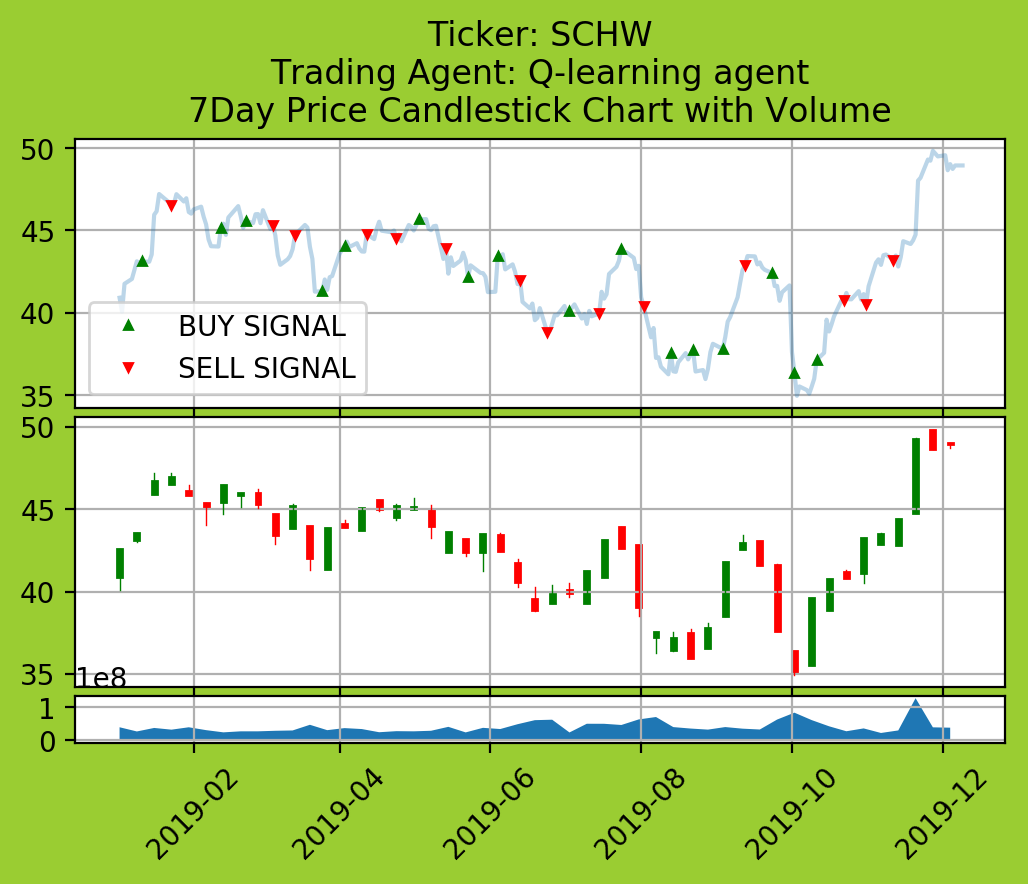 Ticker: SCHW
Trading Agent: Q-learning agent
7Day Price Candlestick Chart with Volume
50
45
40
35
BUY SIGNAL
SELL SIGNAL
50
45
40
35
1e8
1
0
2019-02
2019-04
2019-06
2019-08
2019-10
2019-12